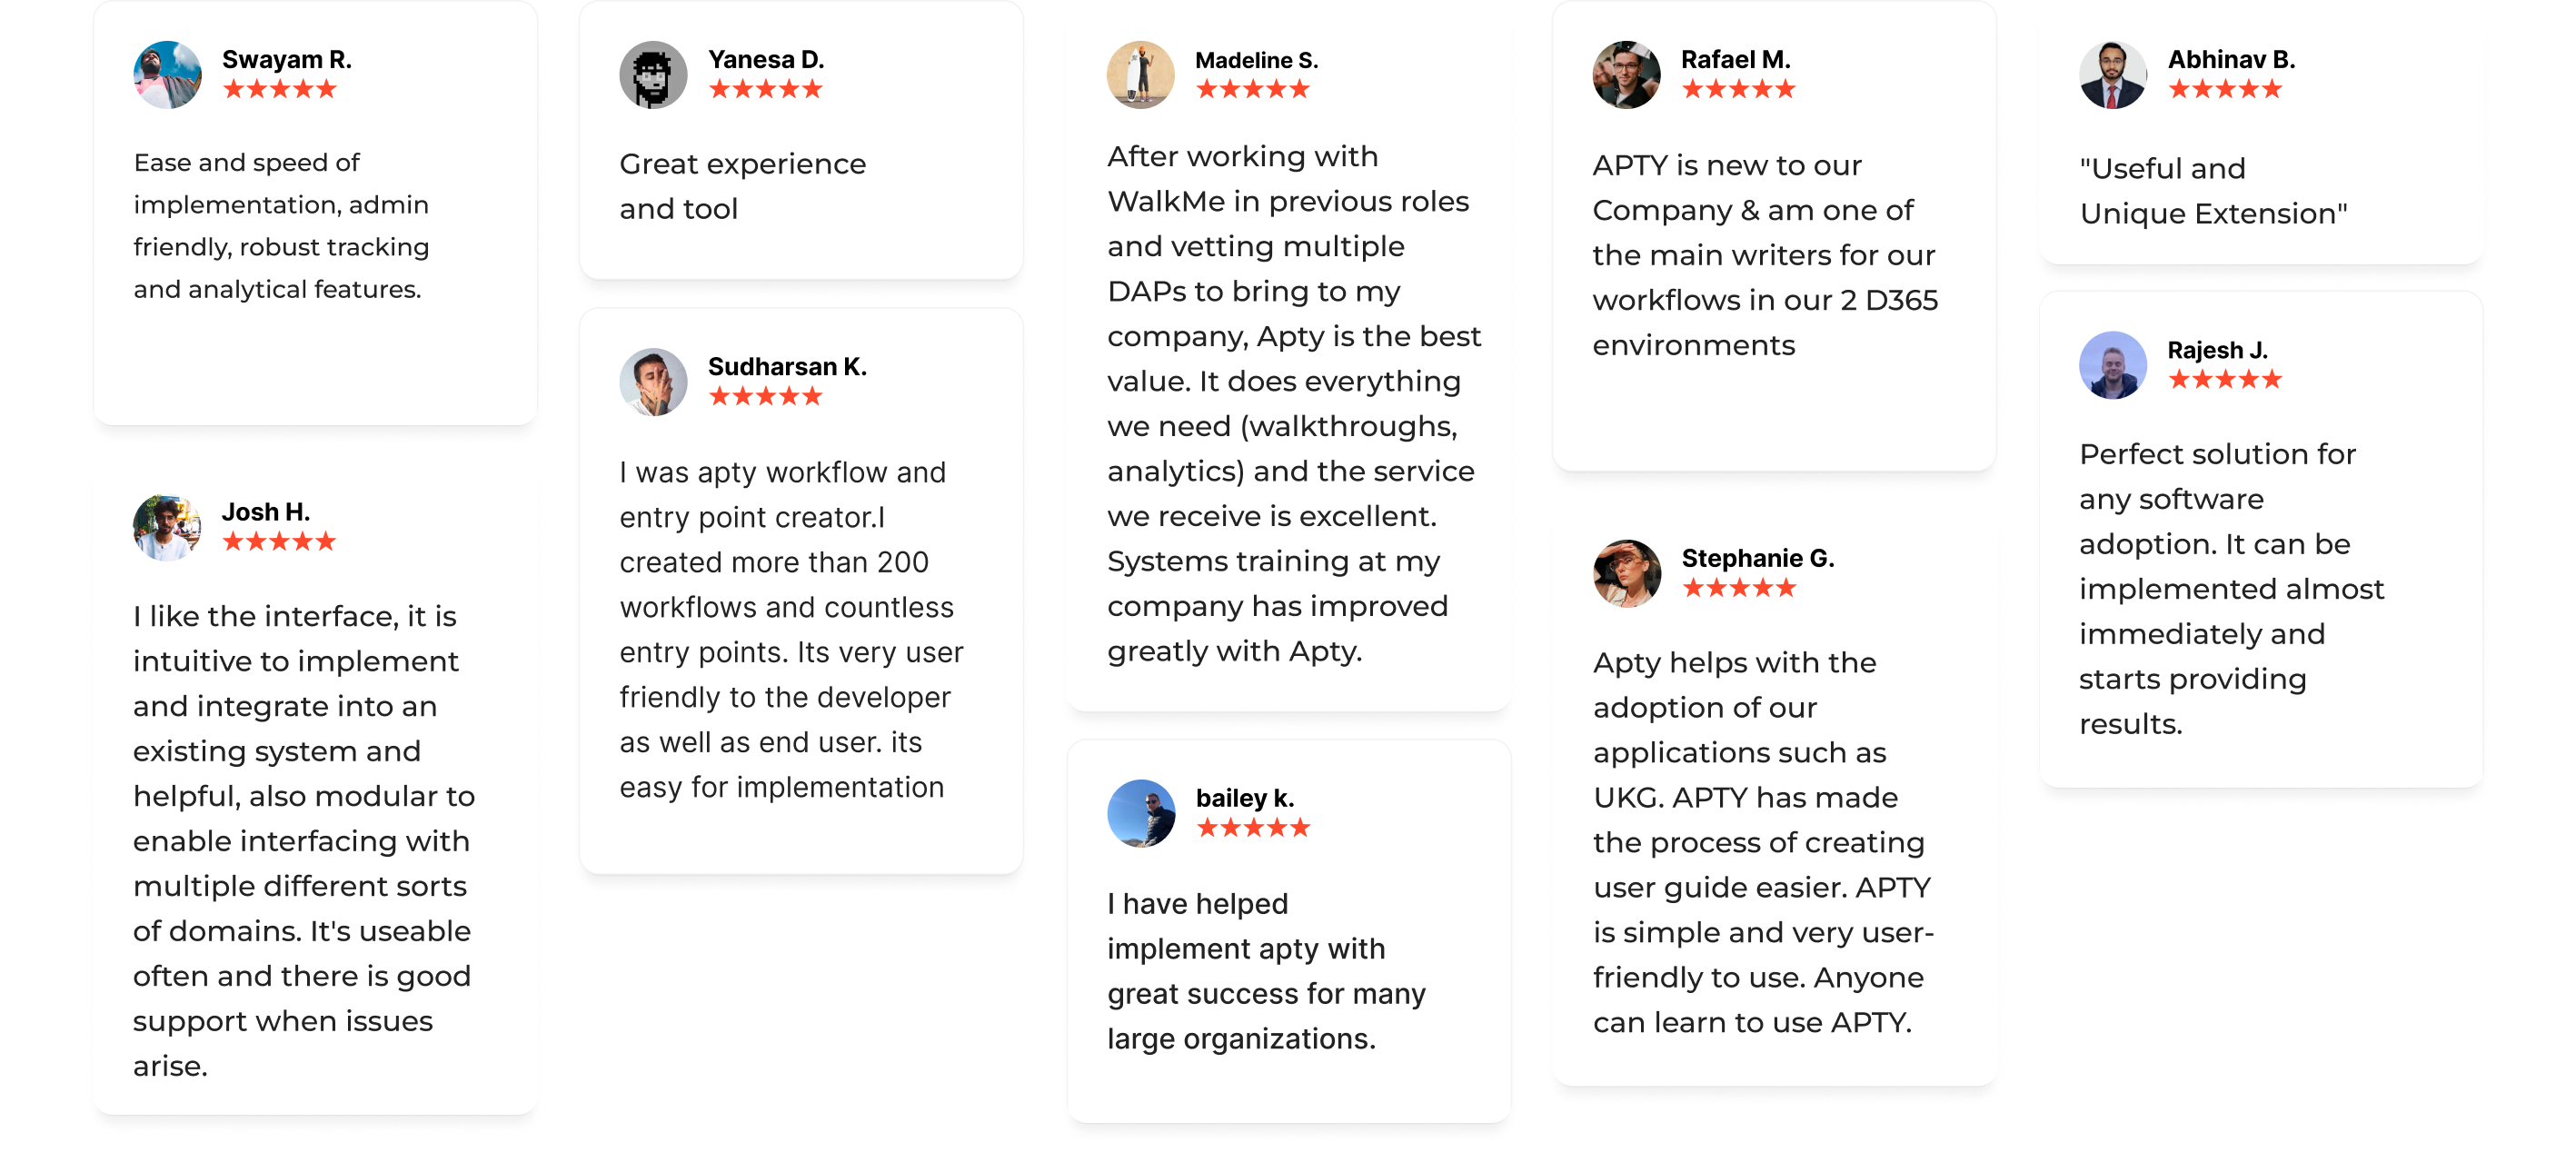 Swayam R.
Ease and speed of
implementation, admin
friendly, robust tracking
and analytical features.
Josh H.
I like the interface, it is
intuitive to implement
and integrate into an
existing system and
helpful, also modular to
enable interfacing with
multiple different sorts
of domains. It's useable
often and there is good
support when issues
arise.
Yanesa D.
Great experience
and tool
Sudharsan K.
I was apty workflow and
entry point creator.I
created more than 200
workflows and countless
entry points. Its very user
friendly to the developer
as well as end user. its
easy for implementation
Madeline S.
After working with
WalkMe in previous roles
and vetting multiple
DAPs to bring to my
company, Apty is the best
value. It does everything
we need (walkthroughs,
analytics) and the service
we receive is excellent.
Systems training at my
company has improved
greatly with Apty.
bailey k.
I have helped
implement apty with
great success for many
large organizations.
Rafael M.
APTY is new to our
Company & am one of
the main writers for our
workflows in our 2 D365
environments
Stephanie G.
Apty helps with the
adoption of our
applications such as
UKG. APTY has made
the process of creating
user guide easier. APTY
is simple and very user-
friendly to use. Anyone
can learn to use APTY.
Abhinav B.
"Useful and
Unique Extension"
Rajesh J.
Perfect solution for
any software
adoption. It can be
implemented almost
immediately and
starts providing
results.